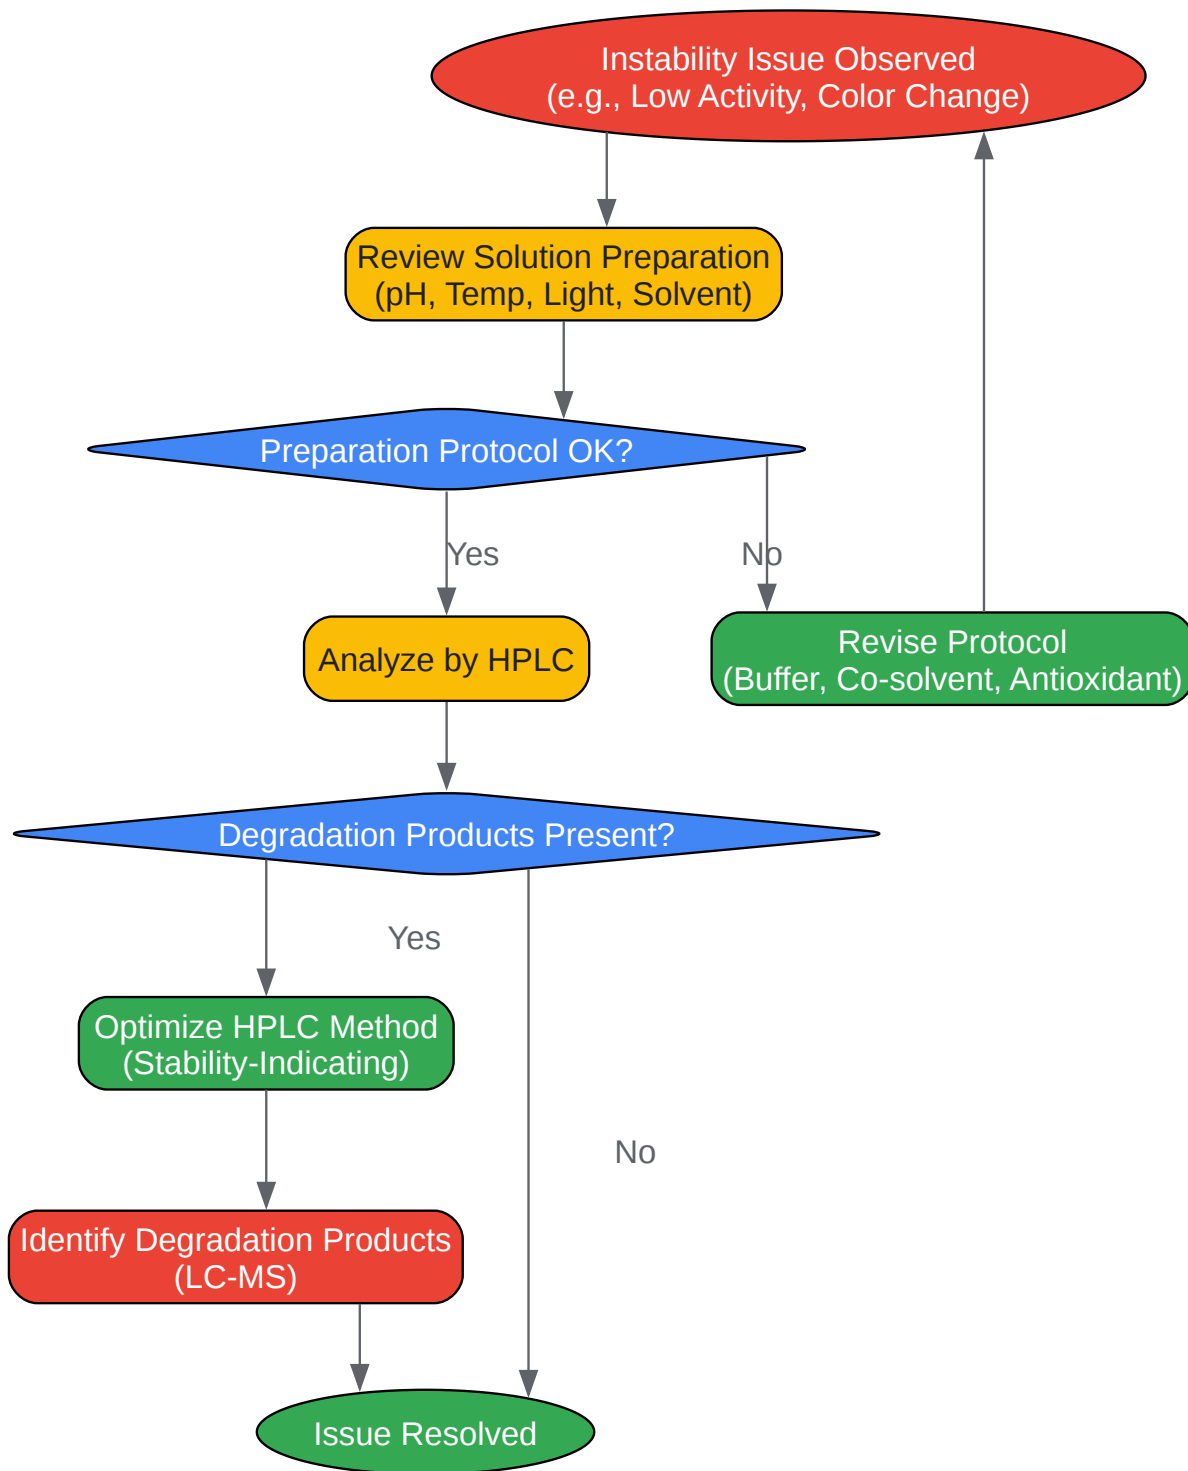 Instability Issue Observed
(e.g., Low Activity, Color Change)
Review Solution Preparation
(pH, Temp, Light, Solvent)
Preparation Protocol OK?
Yes
No
Analyze by HPLC
Revise Protocol
(Buffer, Co-solvent, Antioxidant)
Degradation Products Present?
Yes
Optimize HPLC Method
(Stability-Indicating)
No
Identify Degradation Products
(LC-MS)
Issue Resolved